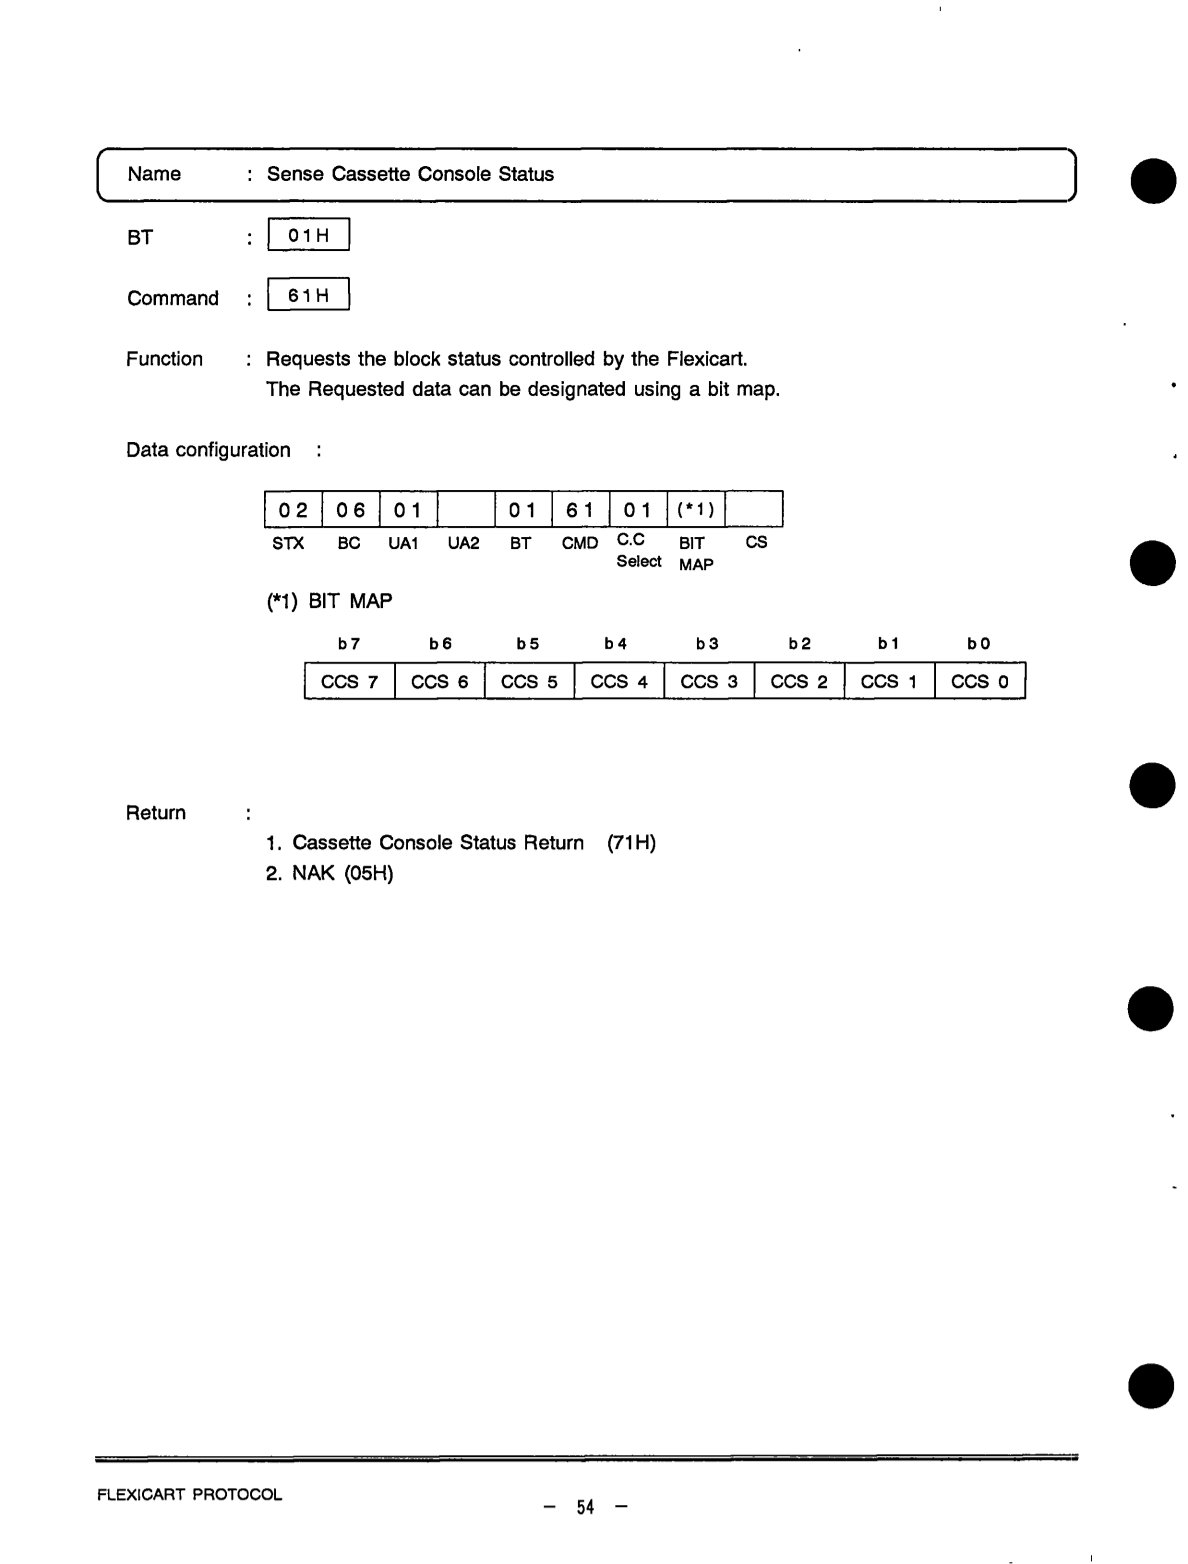 Name : Sense Cassette Console Status
BT : 01H
Command : 61H
Function : Requests the block status controlled by the Flexicart.
The Requested data can be designated using a bit map.
Data configuration :
02 06 01 01 61 01 (*1)
STX BC UA1 UA2 BT CMD C.C Select BIT MAP CS
(*1) BIT MAP
b7 b6 b5 b4 b3 b2 b1 b0
CCS 7 CCS 6 CCS 5 CCS 4 CCS 3 CCS 2 CCS 1 CCS 0
Return :
1. Cassette Console Status Return (71H)
2. NAK (05H)
FLEXICART PROTOCOL
– 54 –